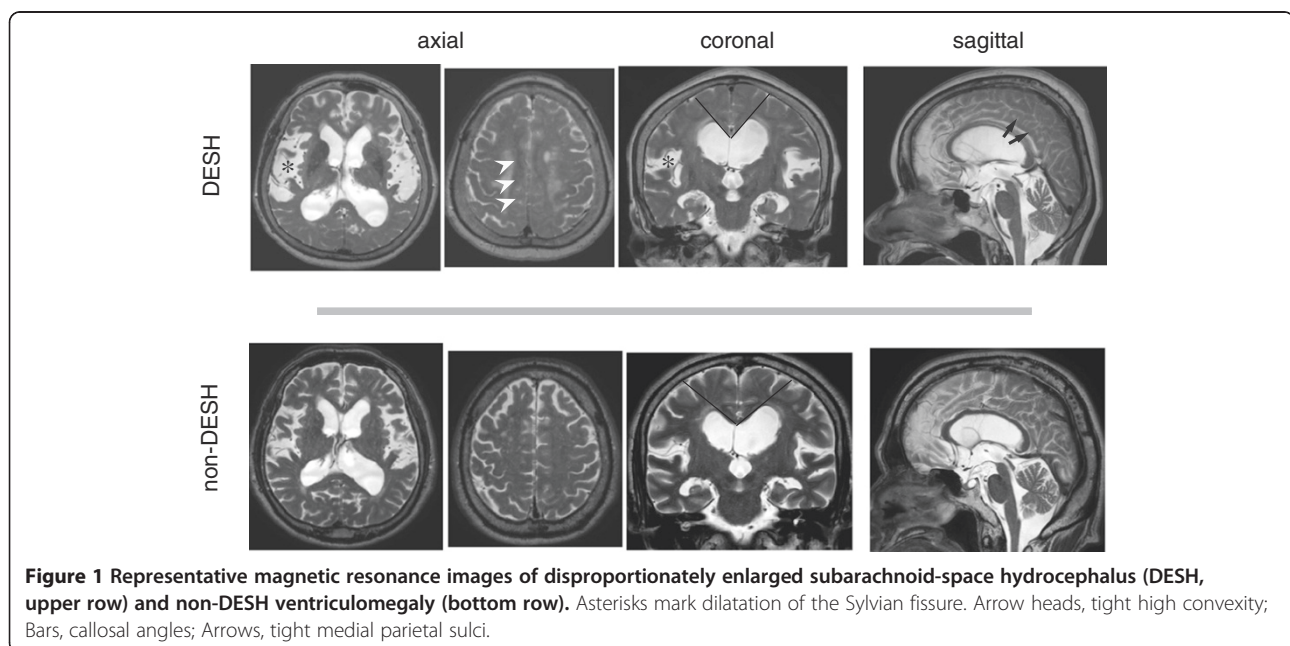 axial coronal sagittal
DESH
*
*
non-DESH
Figure 1 Representative magnetic resonance images of disproportionately enlarged subarachnoid-space hydrocephalus (DESH,
upper row) and non-DESH ventriculomegaly (bottom row). Asterisks mark dilatation of the Sylvian fissure. Arrow heads, tight high convexity;
Bars, callosal angles; Arrows, tight medial parietal sulci.